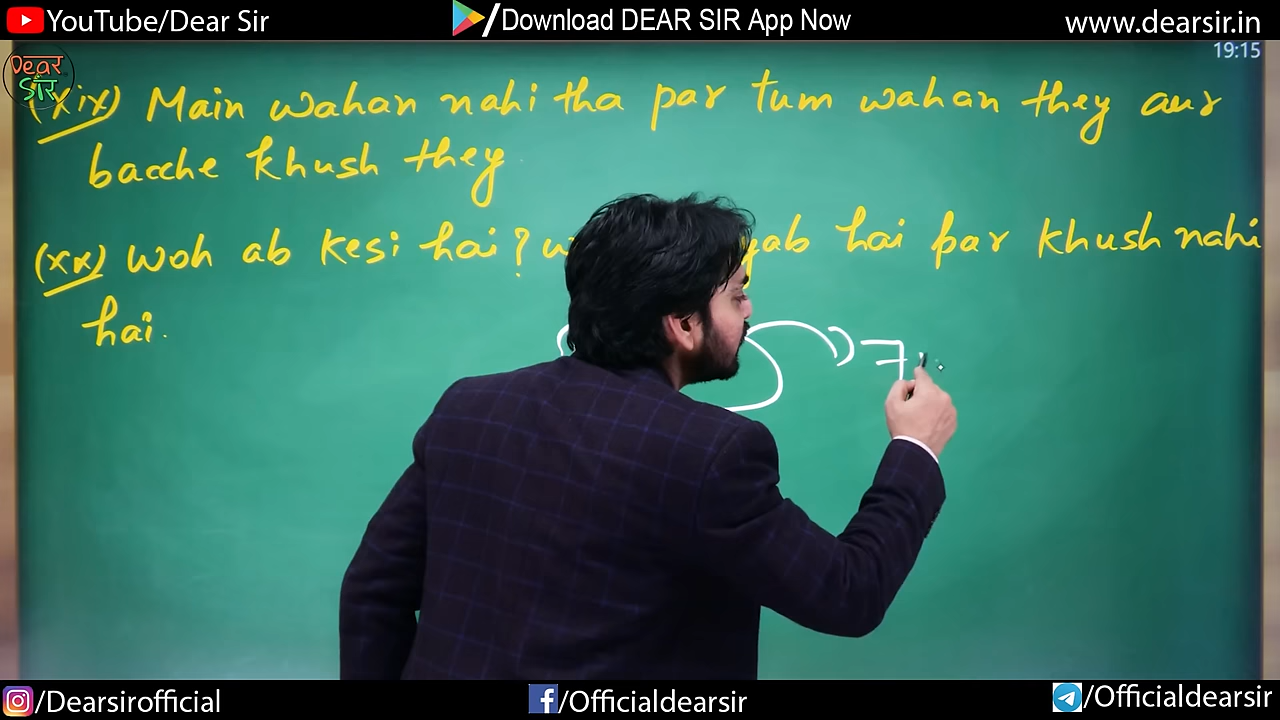 YouTube/Dear Sir
/Download DEAR SIR App Now
www.dearsir.in
19:15
Dear
सर
(xix) Main wahan nahi tha par tum wahan they aur
bacche khush they
(xx) Woh ab kesi hai? hai par khush nahi
hai.
/Dearsirofficial
/Officialdearsir
/Officialdearsir